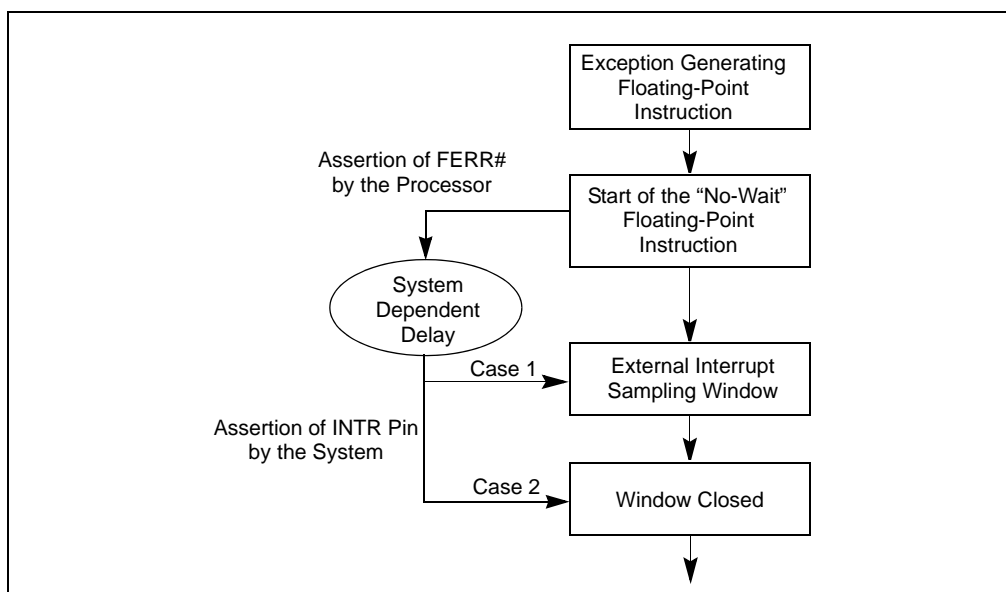 Exception Generating
Floating-Point
Instruction
Assertion of FERR#
by the Processor
Start of the “No-Wait”
Floating-Point
Instruction
System
Dependent
Delay
Case 1
External Interrupt
Sampling Window
Assertion of INTR Pin
by the System
Case 2
Window Closed